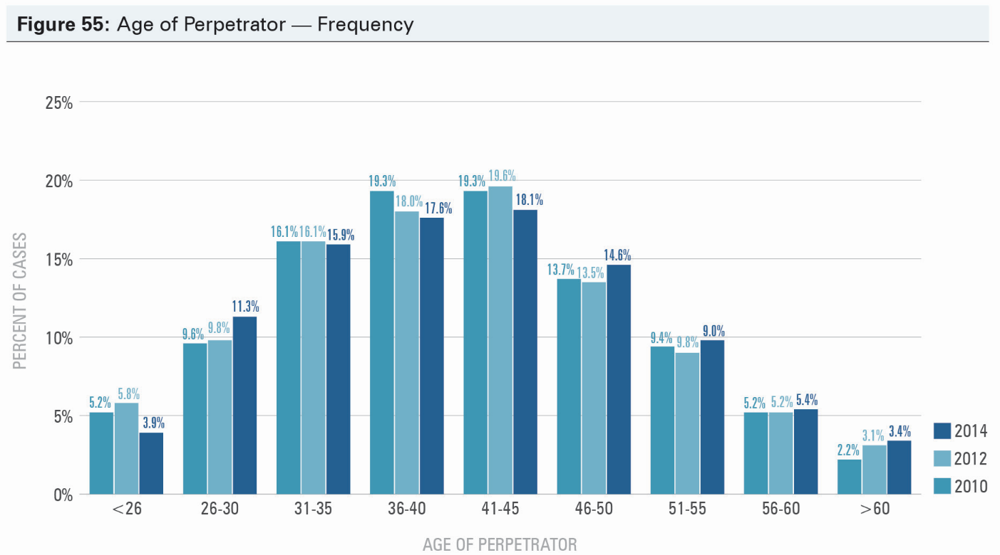 Figure 55: Age of Perpetrator — Frequency
25%
20%
15%
10%
5%
0%
PERCENT OF CASES
5.2% 5.8% 3.9%
9.6% 9.8% 11.3%
16.1% 16.1% 15.9%
19.3% 18.0% 17.6%
19.3% 19.6% 18.1%
13.7% 13.5% 14.6%
9.4% 9.8% 9.0%
5.2% 5.2% 5.4%
2.2% 3.1% 3.4%
<26 26-30 31-35 36-40 41-45 46-50 51-55 56-60 >60
AGE OF PERPETRATOR
2014
2012
2010